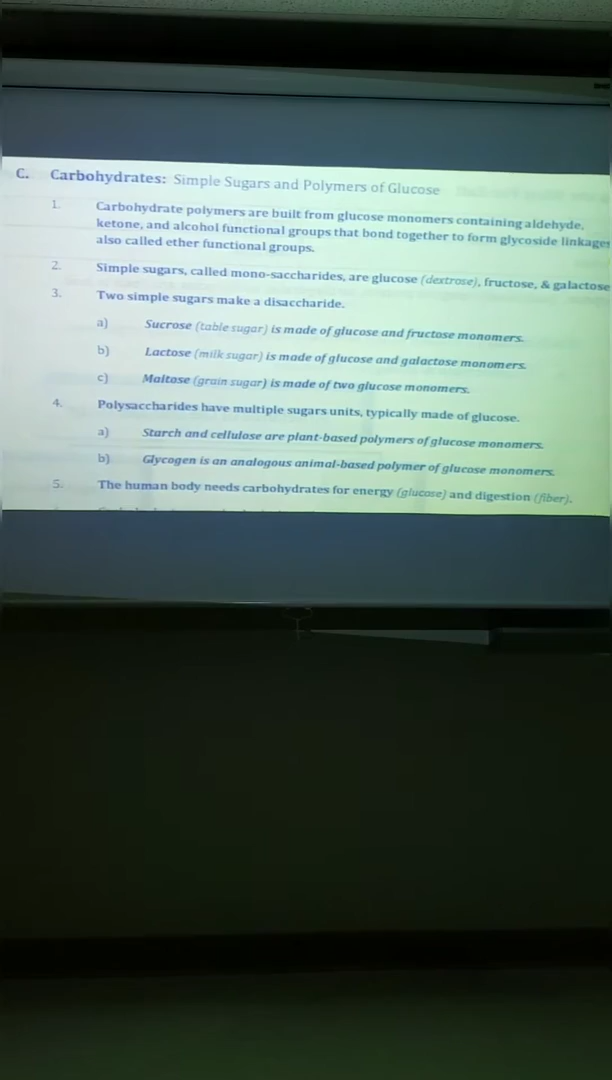 C. Carbohydrates: Simple Sugars and Polymers of Glucose
1. Carbohydrate polymers are built from glucose monomers containing aldehyde,
ketone, and alcohol functional groups that bond together to form glycoside linkages
also called ether functional groups.
2. Simple sugars, called mono-saccharides, are glucose (dextrose), fructose, & galactose
3. Two simple sugars make a disaccharide.
a) Sucrose (table sugar) is made of glucose and fructose monomers.
b) Lactose (milk sugar) is made of glucose and galactose monomers.
c) Maltose (grain sugar) is made of two glucose monomers.
4. Polysaccharides have multiple sugars units, typically made of glucose.
a) Starch and cellulose are plant-based polymers of glucose monomers.
b) Glycogen is an analogous animal-based polymer of glucose monomers.
5. The human body needs carbohydrates for energy (glucose) and digestion (fiber).